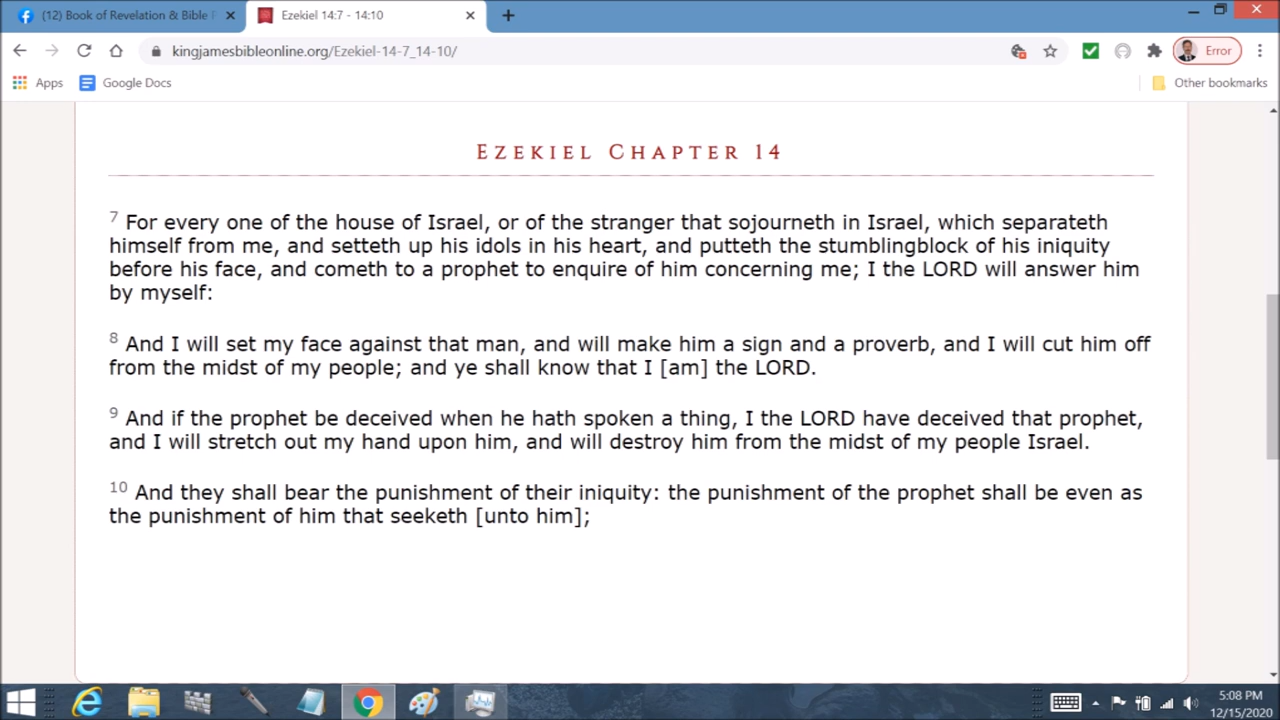 (12) Book of Revelation & Bible P
Ezekiel 14:7 - 14:10
kingjamesbibleonline.org/Ezekiel-14-7_14-10/
Error
Apps
Google Docs
Other bookmarks
EZEKIEL CHAPTER 14
7 For every one of the house of Israel, or of the stranger that sojourneth in Israel, which separateth
himself from me, and setteth up his idols in his heart, and putteth the stumblingblock of his iniquity
before his face, and cometh to a prophet to enquire of him concerning me; I the LORD will answer him
by myself:
8 And I will set my face against that man, and will make him a sign and a proverb, and I will cut him off
from the midst of my people; and ye shall know that I [am] the LORD.
9 And if the prophet be deceived when he hath spoken a thing, I the LORD have deceived that prophet,
and I will stretch out my hand upon him, and will destroy him from the midst of my people Israel.
10 And they shall bear the punishment of their iniquity: the punishment of the prophet shall be even as
the punishment of him that seeketh [unto him];
5:08 PM
12/15/2020